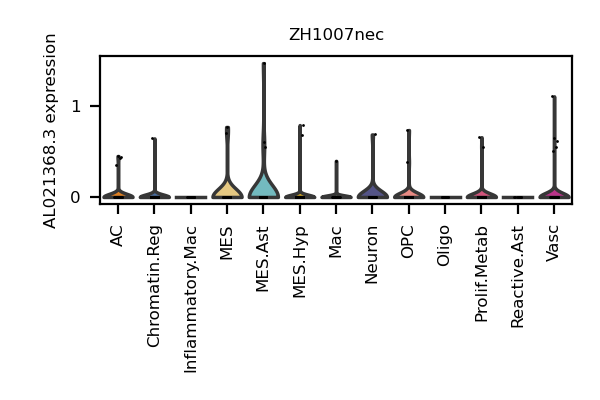 ZH1007nec
AL021368.3 expression
1
0
AC
Chromatin.Reg
Inflammatory.Mac
MES
MES.Ast
MES.Hyp
Mac
Neuron
OPC
Oligo
Prolif.Metab
Reactive.Ast
Vasc